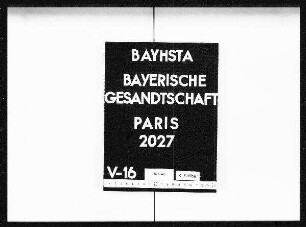 BAYHSTA
BAYERISCHE
GESANDTSCHAFT
PARIS
2027
V-16